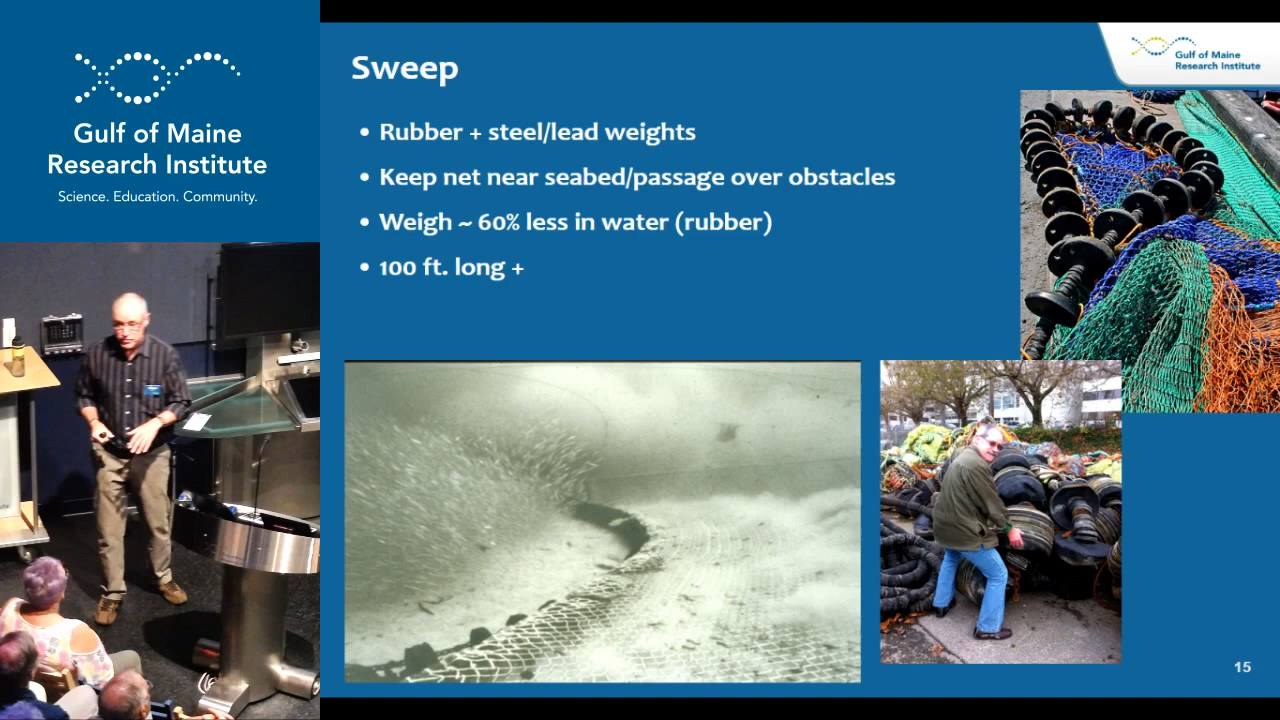 Gulf of Maine
Research Institute
Science. Education. Community.
Sweep
Gulf of Maine
Research Institute
• Rubber + steel/lead weights
• Keep net near seabed/passage over obstacles
• Weigh ~ 60% less in water (rubber)
• 100 ft. long +
15